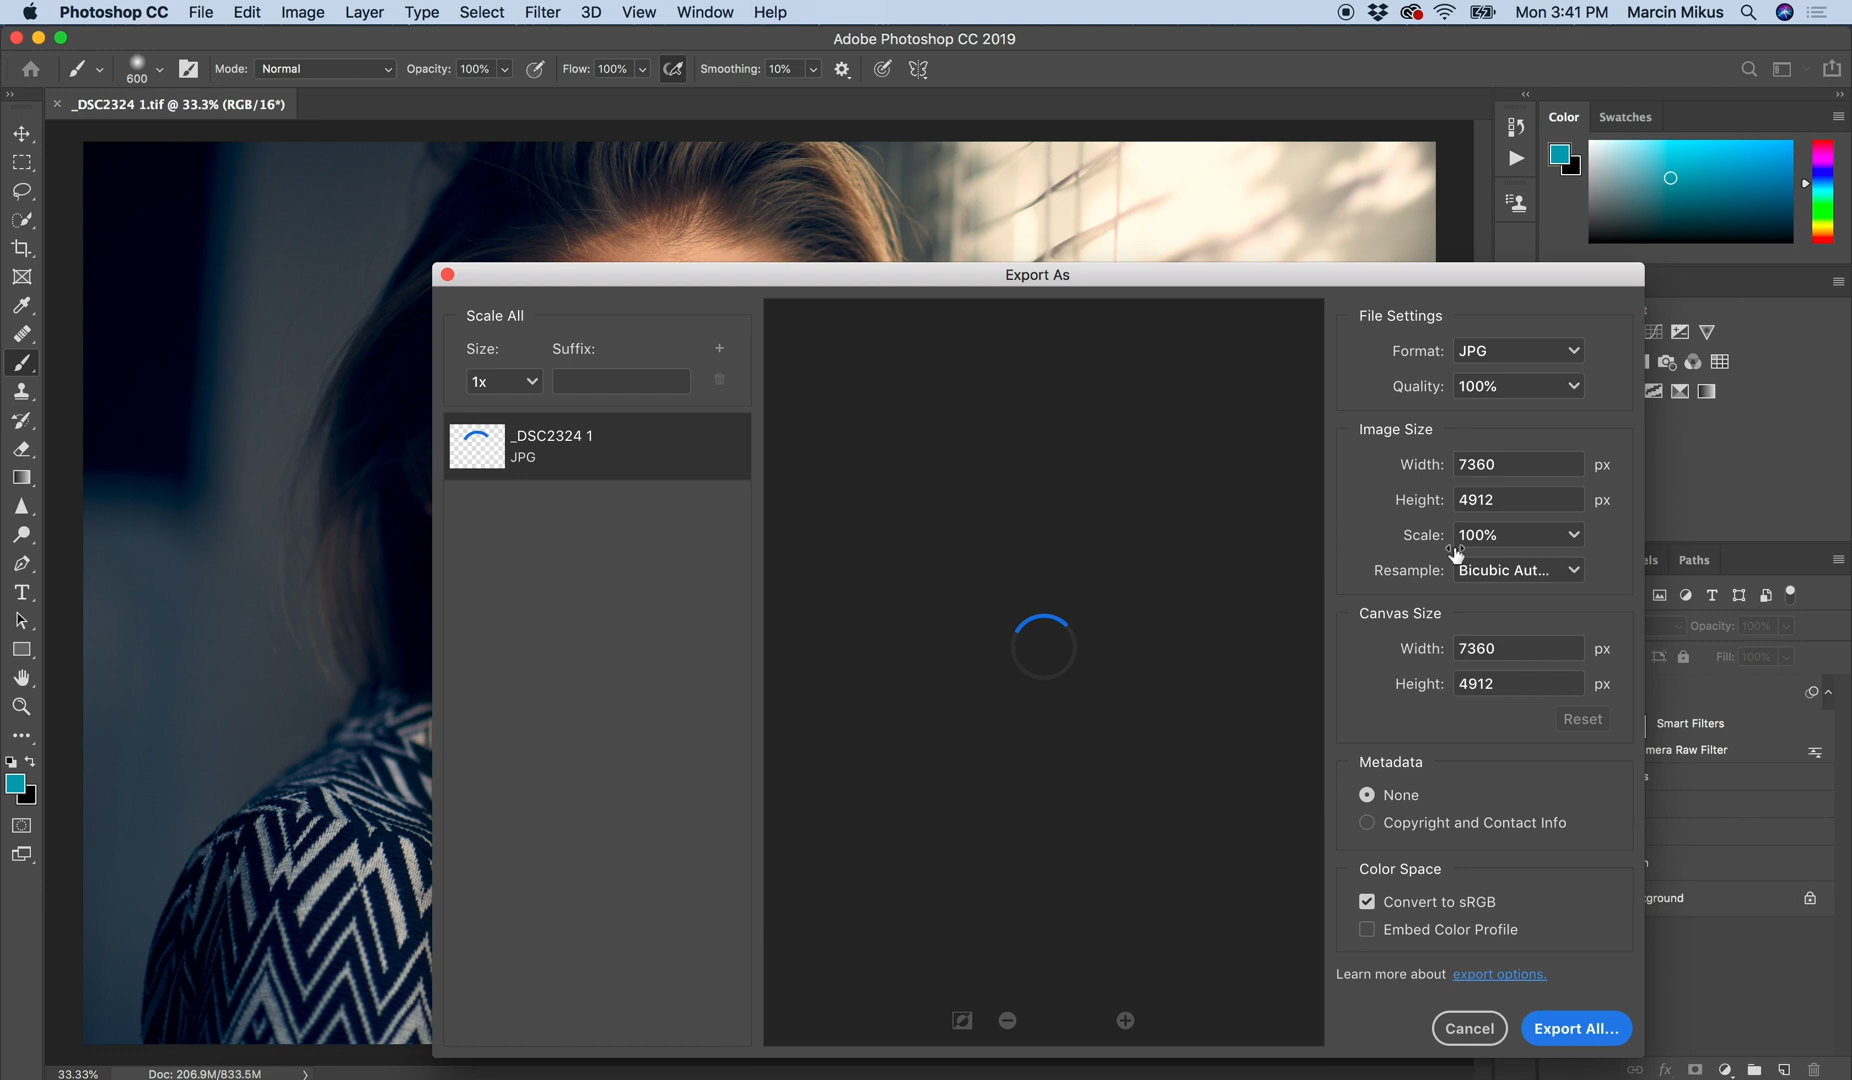 Photoshop CC File Edit Image Layer Type Select Filter 3D View Window Help Mon 3:41 PM Marcin Mikus
Adobe Photoshop CC 2019
600 Mode: Normal Opacity: 100% Flow: 100% Smoothing: 10%
_DSC2324 1.tif @ 33.3% (RGB/16*)
Color Swatches
Export As
Scale All
Size: Suffix:
1x
_DSC2324 1
JPG
File Settings
Format: JPG
Quality: 100%
Image Size
Width: 7360 px
Height: 4912 px
Scale: 100%
Resample: Bicubic Aut...
Canvas Size
Width: 7360 px
Height: 4912 px
Reset
Metadata
None
Copyright and Contact Info
Color Space
Convert to sRGB
Embed Color Profile
Learn more about export options.
Cancel Export All...
els Paths
Opacity: 100%
Fill: 100%
Smart Filters
mera Raw Filter
s
ground
fx
33.33% Doc: 206.9M/833.5M